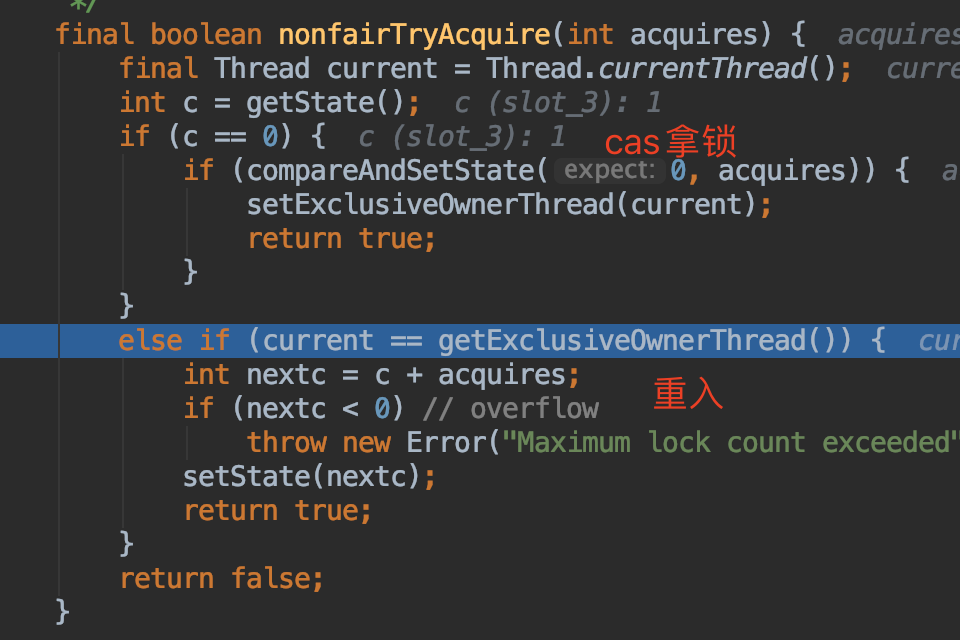 */
final boolean nonfairTryAcquire(int acquires) { acquires
final Thread current = Thread.currentThread(); curre
int c = getState(); c (slot_3): 1
if (c == 0) { c (slot_3): 1 cas拿锁
if (compareAndSetState( expect: 0, acquires)) { a
setExclusiveOwnerThread(current);
return true;
}
}
else if (current == getExclusiveOwnerThread()) { cur
int nextc = c + acquires;
if (nextc < 0) // overflow 重入
throw new Error("Maximum lock count exceeded"
setState(nextc);
return true;
}
return false;
}